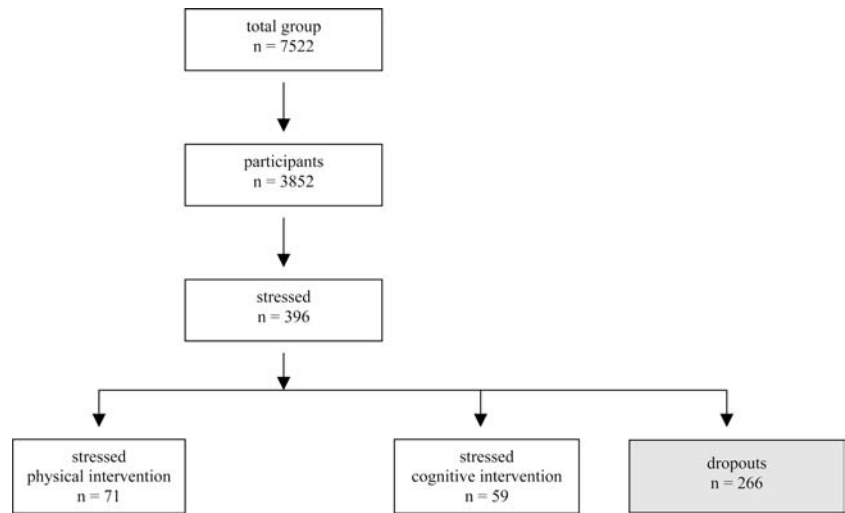 total group
n = 7522
participants
n = 3852
stressed
n = 396
stressed
physical intervention
n = 71
stressed
cognitive intervention
n = 59
dropouts
n = 266